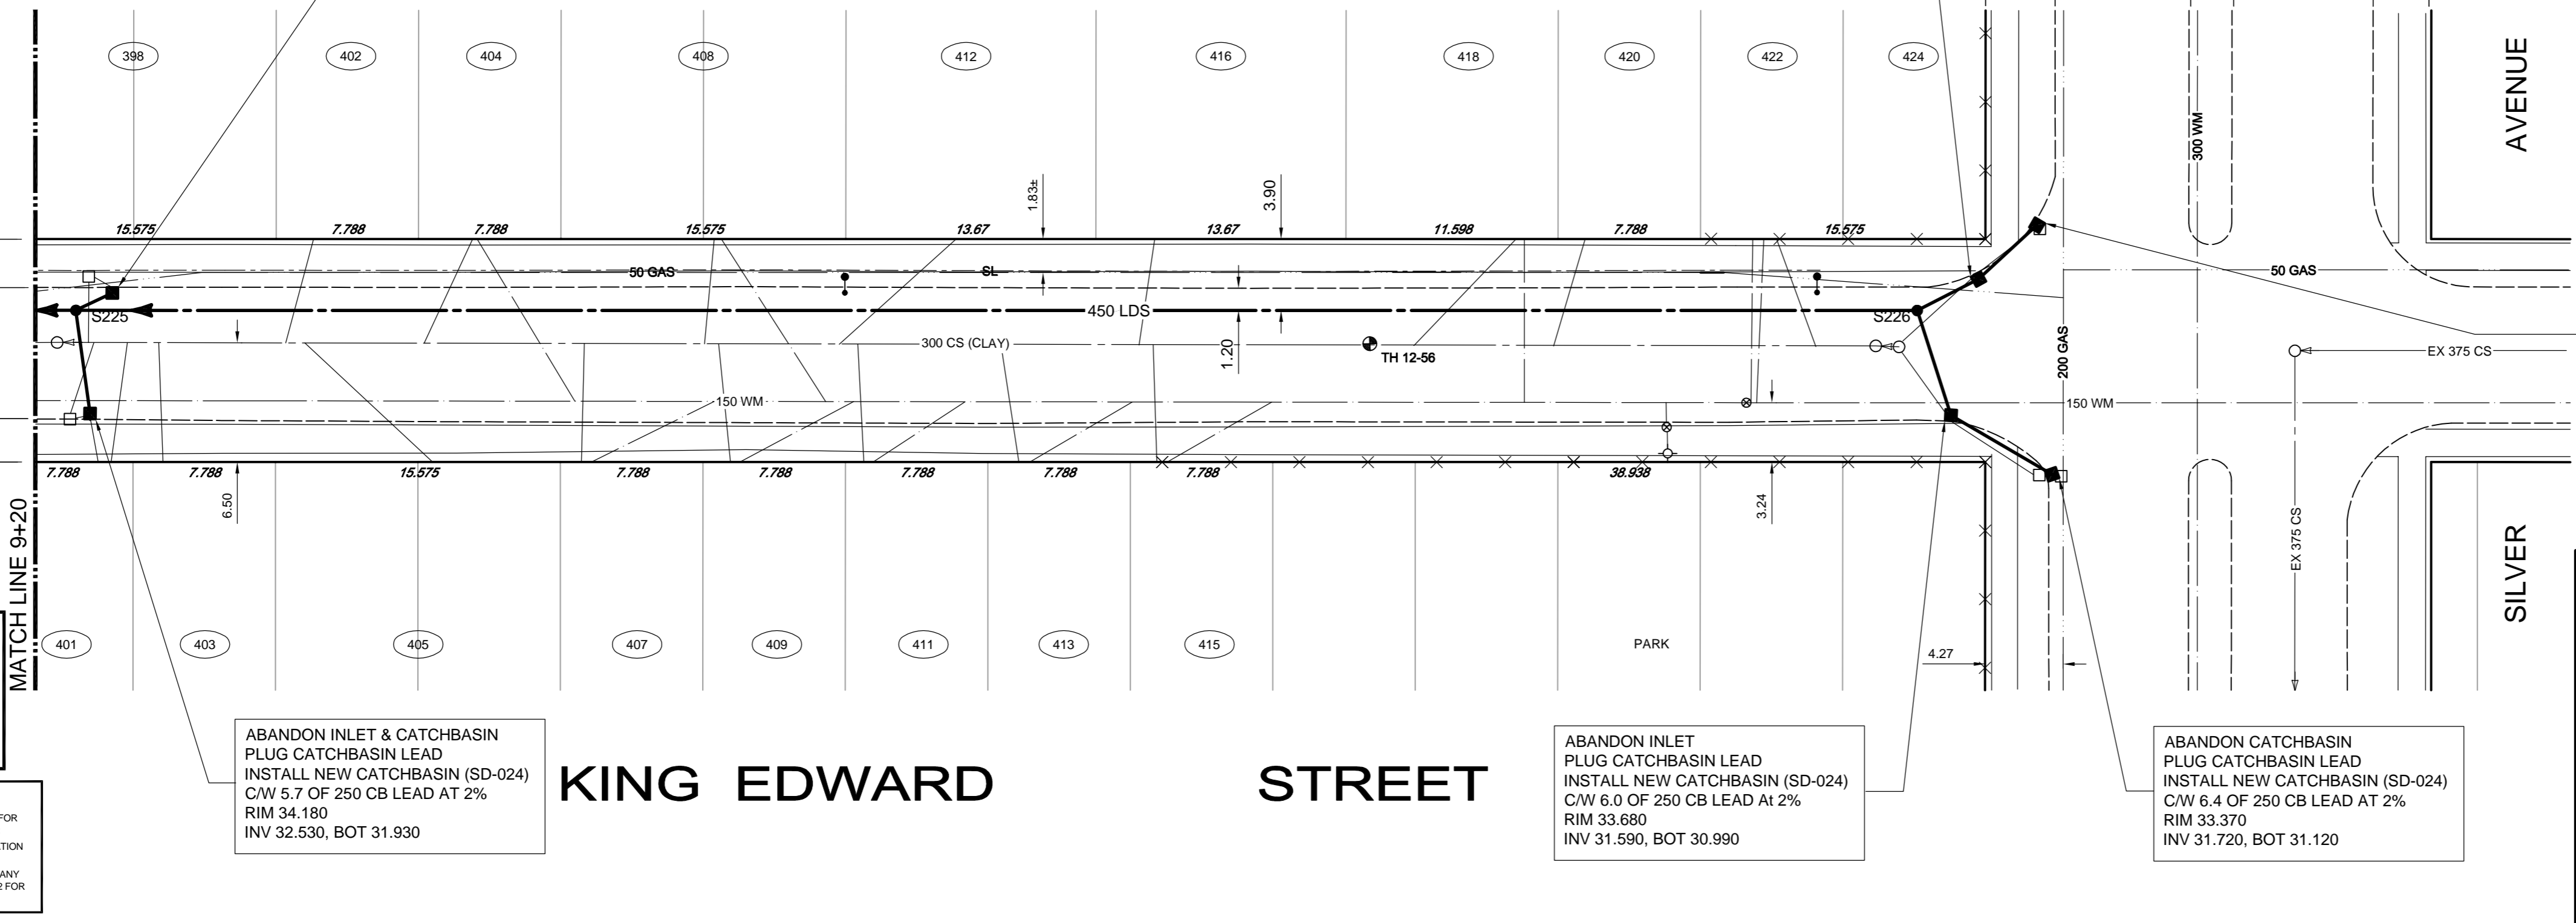 398
402
404
408
412
416
418
420
422
424
AVENUE
300 WM
1.83±
3.90
15.575
7.788
7.788
15.575
13.67
13.67
11.598
7.788
15.575
50 GAS
SL
50 GAS
S225
450 LDS
S226
300 CS (CLAY)
1.20
TH 12-56
200 GAS
EX 375 CS
150 WM
150 WM
7.788
7.788
15.575
7.788
7.788
7.788
7.788
7.788
38.938
6.50
3.24
MATCH LINE 9+20
EX 375 CS
SILVER
401
403
405
407
409
411
413
415
PARK
4.27
ABANDON INLET & CATCHBASIN
PLUG CATCHBASIN LEAD
INSTALL NEW CATCHBASIN (SD-024)
C/W 5.7 OF 250 CB LEAD AT 2%
RIM 34.180
INV 32.530, BOT 31.930
KING EDWARD STREET
ABANDON INLET
PLUG CATCHBASIN LEAD
INSTALL NEW CATCHBASIN (SD-024)
C/W 6.0 OF 250 CB LEAD At 2%
RIM 33.680
INV 31.590, BOT 30.990
ABANDON CATCHBASIN
PLUG CATCHBASIN LEAD
INSTALL NEW CATCHBASIN (SD-024)
C/W 6.4 OF 250 CB LEAD AT 2%
RIM 33.370
INV 31.720, BOT 31.120
FOR
ANY
FOR